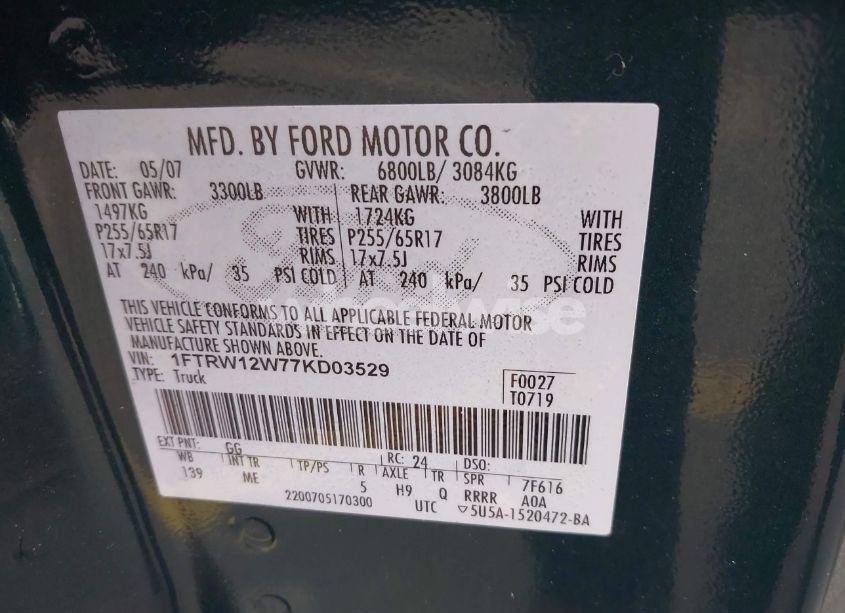 MFD. BY FORD MOTOR CO.
DATE: 05/07 GVWR: 6800LB/ 3084KG
FRONT GAWR: 3300LB REAR GAWR: 3800LB
1497KG WITH 1724KG WITH
P255/65R17 TIRES P255/65R17 TIRES
17x7.5J RIMS 17x7.5J RIMS
AT 240 kPa/ 35 PSI COLD AT 240 kPa/ 35 PSI COLD
THIS VEHICLE CONFORMS TO ALL APPLICABLE FEDERAL MOTOR
VEHICLE SAFETY STANDARDS IN EFFECT ON THE DATE OF
MANUFACTURE SHOWN ABOVE.
VIN: 1FTRW12W77KD03529
TYPE: Truck
F0027
T0719
EXT PNT: GG RC: 24 DSO:
WB INT TR TP/PS R AXLE TR SPR 7F616
139 ME 5 H9 Q RRRR A0A
2200705170300 UTC ▽5U5A-1520472-BA